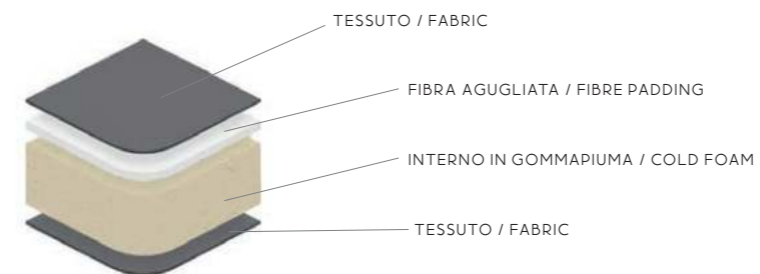 TESSUTO / FABRIC
FIBRA AGUGLIATA / FIBRE PADDING
INTERNO IN GOMMAPIUMA / COLD FOAM
TESSUTO / FABRIC